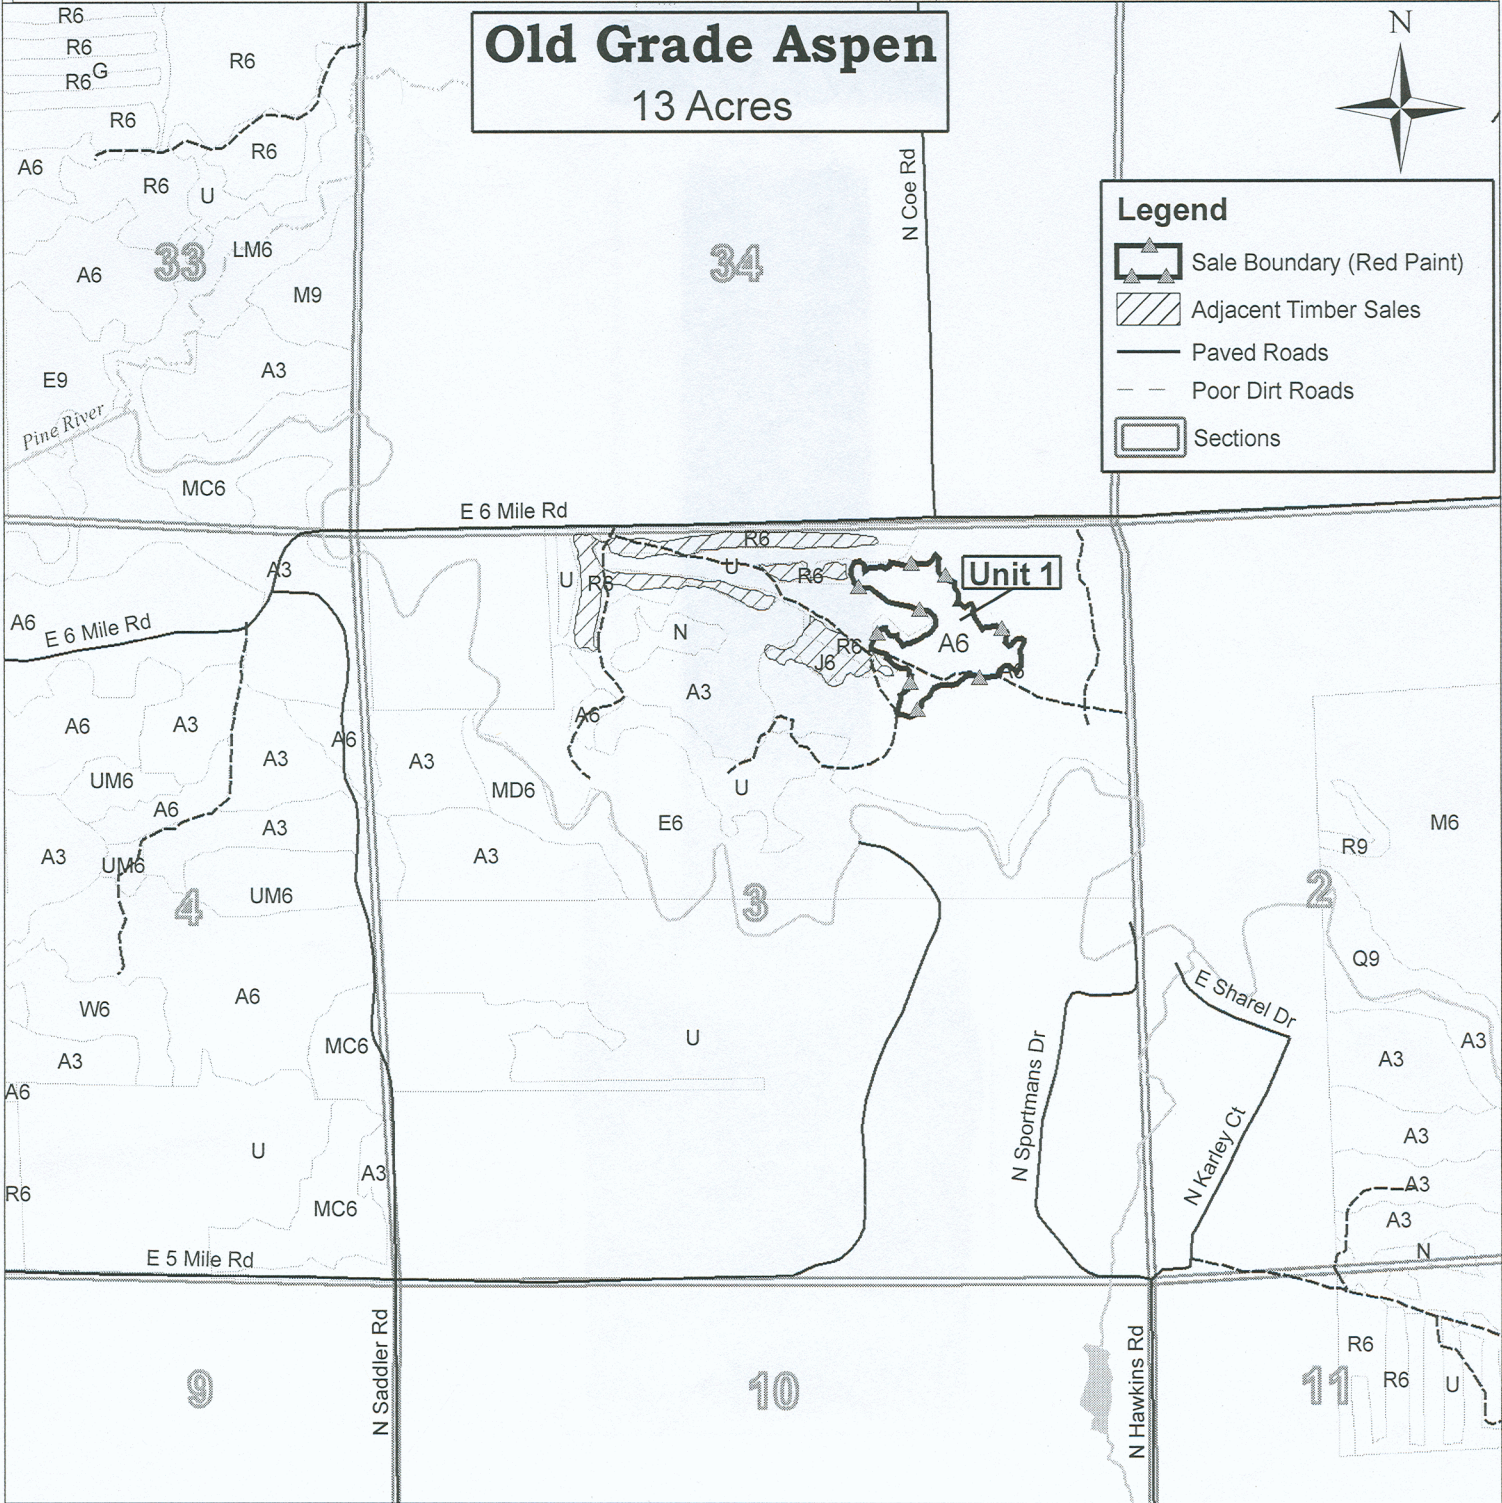 Old Grade Aspen
13 Acres
N
Legend
Sale Boundary (Red Paint)
Adjacent Timber Sales
Paved Roads
Poor Dirt Roads
Sections
R6
R6
R6
G
R6
R6
R6
A6
R6
U
LM6
33
A6
M9
E9
A3
Pine River
MC6
34
N Coe Rd
E 6 Mile Rd
A3
A6
E 6 Mile Rd
R6
U
U
R6
R6
Unit 1
N
R6
A6
J6
A6
A3
A6
A6
A3
A6
A3
A3
UM6
MD6
U
A6
A3
E6
A3
UM6
A3
UM6
4
3
2
M6
R9
Q9
W6
A6
MC6
U
A3
A6
E Sharel Dr
N Sportmans Dr
N Karley Ct
A3
A3
A3
A3
A3
N
U
A3
R6
MC6
E 5 Mile Rd
N Saddler Rd
N Hawkins Rd
9
10
11
R6
R6
U